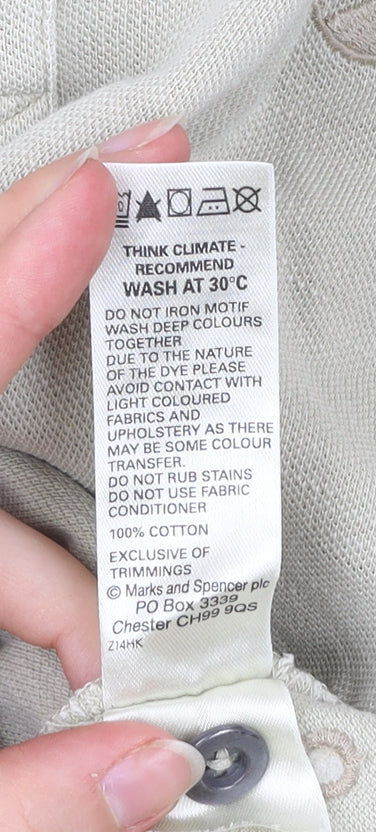 THINK CLIMATE -
RECOMMEND
WASH AT 30°C
DO NOT IRON MOTIF
WASH DEEP COLOURS
TOGETHER
DUE TO THE NATURE
OF THE DYE PLEASE
AVOID CONTACT WITH
LIGHT COLOURED
FABRICS AND
UPHOLSTERY AS THERE
MAY BE SOME COLOUR
TRANSFER.
DO NOT RUB STAINS
DO NOT USE FABRIC
CONDITIONER
100% COTTON
EXCLUSIVE OF
TRIMMINGS
© Marks and Spencer plc
PO Box 3339
Chester CH99 9QS
Z14HK